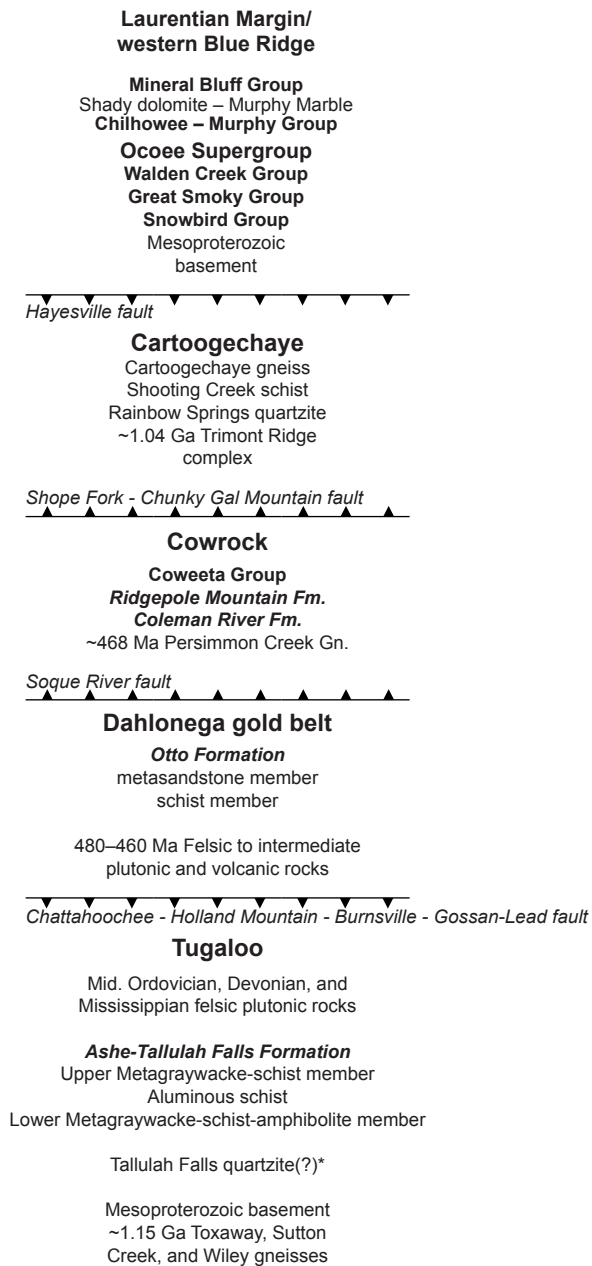 Laurentian Margin/
western Blue Ridge
Mineral Bluff Group
Shady dolomite – Murphy Marble
Chilhowee – Murphy Group
Ocoee Supergroup
Walden Creek Group
Great Smoky Group
Snowbird Group
Mesoproterozoic
basement
Hayesville fault
Cartoogechaye
Cartoogechaye gneiss
Shooting Creek schist
Rainbow Springs quartzite
~1.04 Ga Trimont Ridge
complex
Shope Fork - Chunky Gal Mountain fault
Cowrock
Coweeta Group
Ridgepole Mountain Fm.
Coleman River Fm.
~468 Ma Persimmon Creek Gn.
Soque River fault
Dahlonega gold belt
Otto Formation
metasandstone member
schist member
480–460 Ma Felsic to intermediate
plutonic and volcanic rocks
Chattahoochee - Holland Mountain - Burnsville - Gossan-Lead fault
Tugaloo
Mid. Ordovician, Devonian, and
Mississippian felsic plutonic rocks
Ashe-Tallulah Falls Formation
Upper Metagraywacke-schist member
Aluminous schist
Lower Metagraywacke-schist-amphibolite member
Tallulah Falls quartzite(?)*
Mesoproterozoic basement
~1.15 Ga Toxaway, Sutton
Creek, and Wiley gneisses